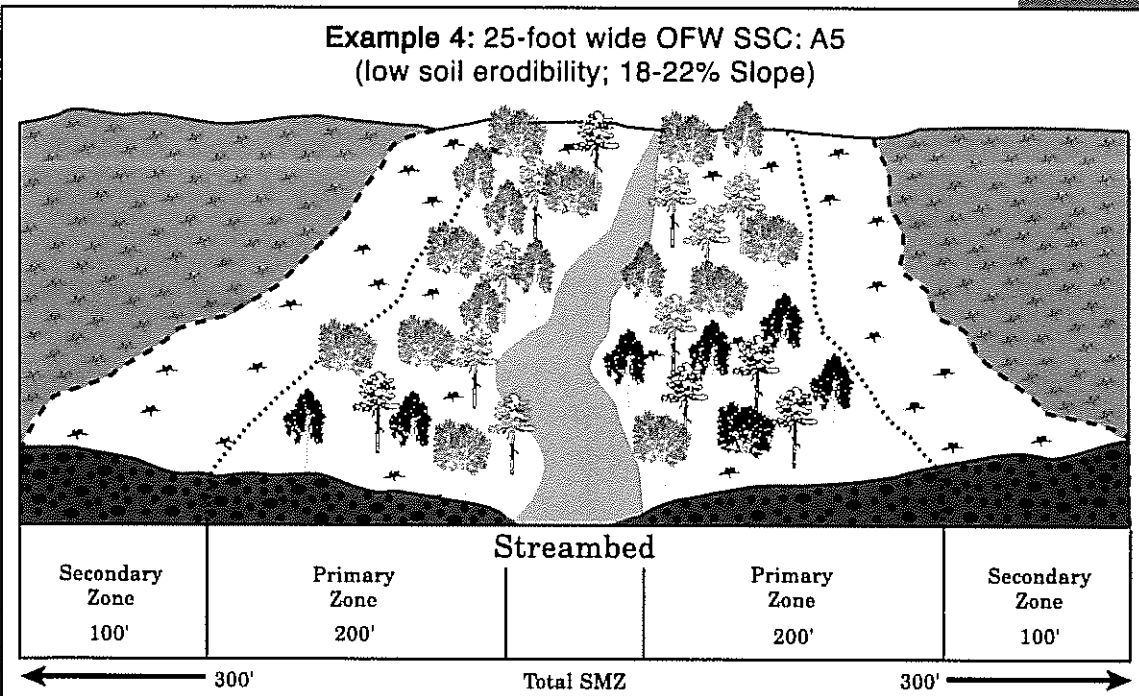 Example 4: 25-foot wide OFW SSC: A5
(low soil erodibility; 18-22% Slope)
Streambed
Secondary
Zone
100'
Primary
Zone
200'
Primary
Zone
200'
Secondary
Zone
100'
300' Total SMZ 300'